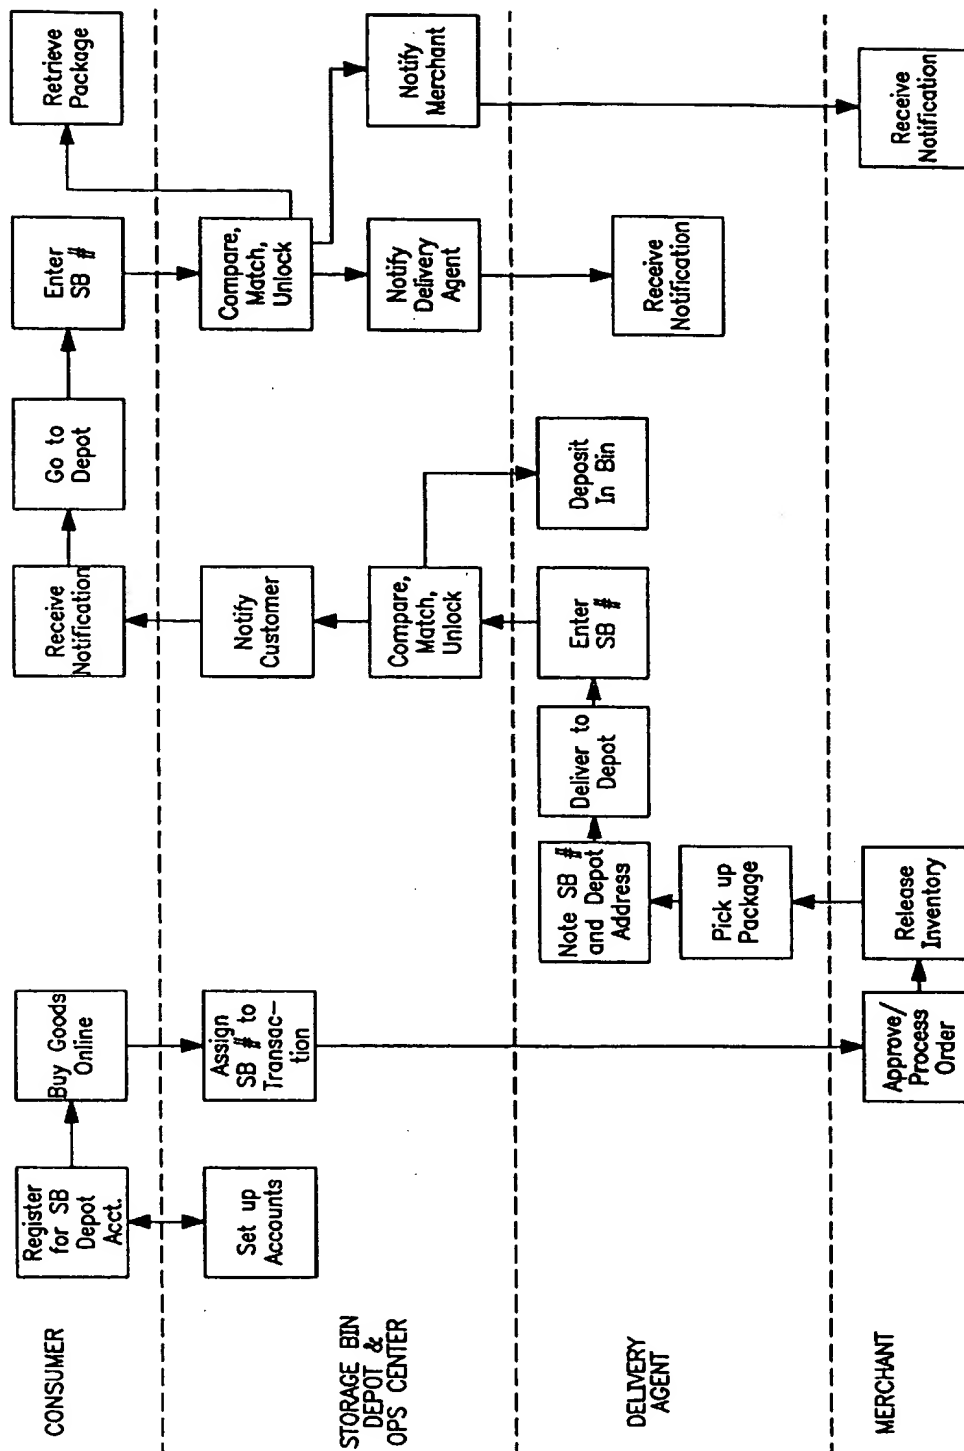 CONSUMER
Register
for SB
Depot
Acct.
Buy Goods
Online
Receive
Notification
Go to
Depot
Enter
SB #
Retrieve
Package
STORAGE BIN
DEPOT &
OPS CENTER
Set up
Accounts
Assign
SB # to
Transac-
tion
Notify
Customer
Compare,
Match,
Unlock
Compare,
Match,
Unlock
Notify
Delivery
Agent
Notify
Merchant
DELIVERY
AGENT
Note SB #
and Depot
Address
Pick up
Package
Deliver to
Depot
Enter
SB #
Deposit
In Bin
Receive
Notification
MERCHANT
Approve/
Process
Order
Release
Inventory
Receive
Notification